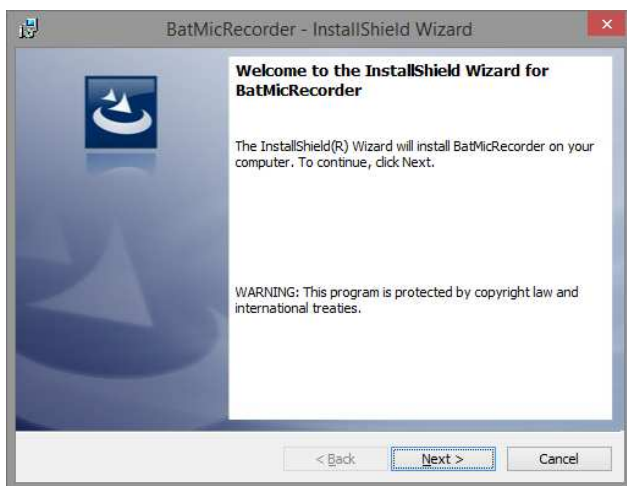 BatMicRecorder - InstallShield Wizard
Welcome to the InstallShield Wizard for
BatMicRecorder
The InstallShield(R) Wizard will install BatMicRecorder on your
computer. To continue, click Next.
WARNING: This program is protected by copyright law and
international treaties.
< Back   Next >   Cancel